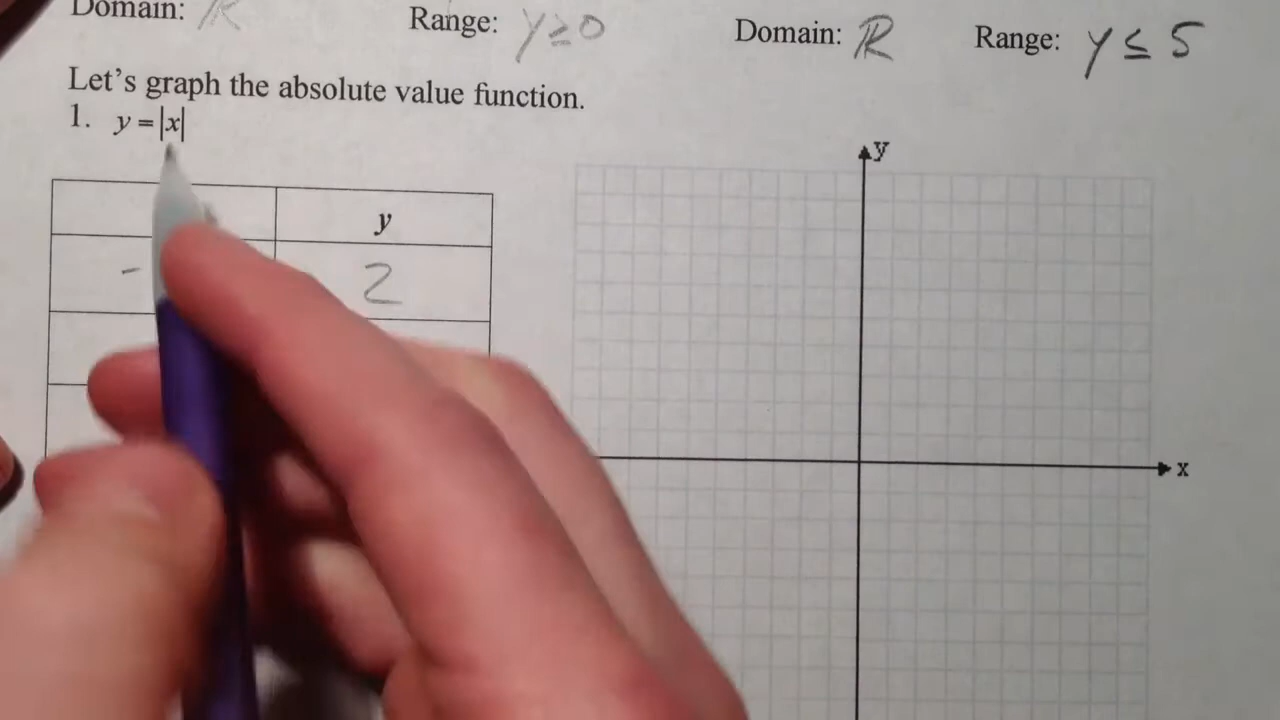 Domain: ℝ Range: y ≥ 0 Domain: ℝ Range: y ≤ 5
Let's graph the absolute value function.
1. y = |x|
y
y
- 2
x